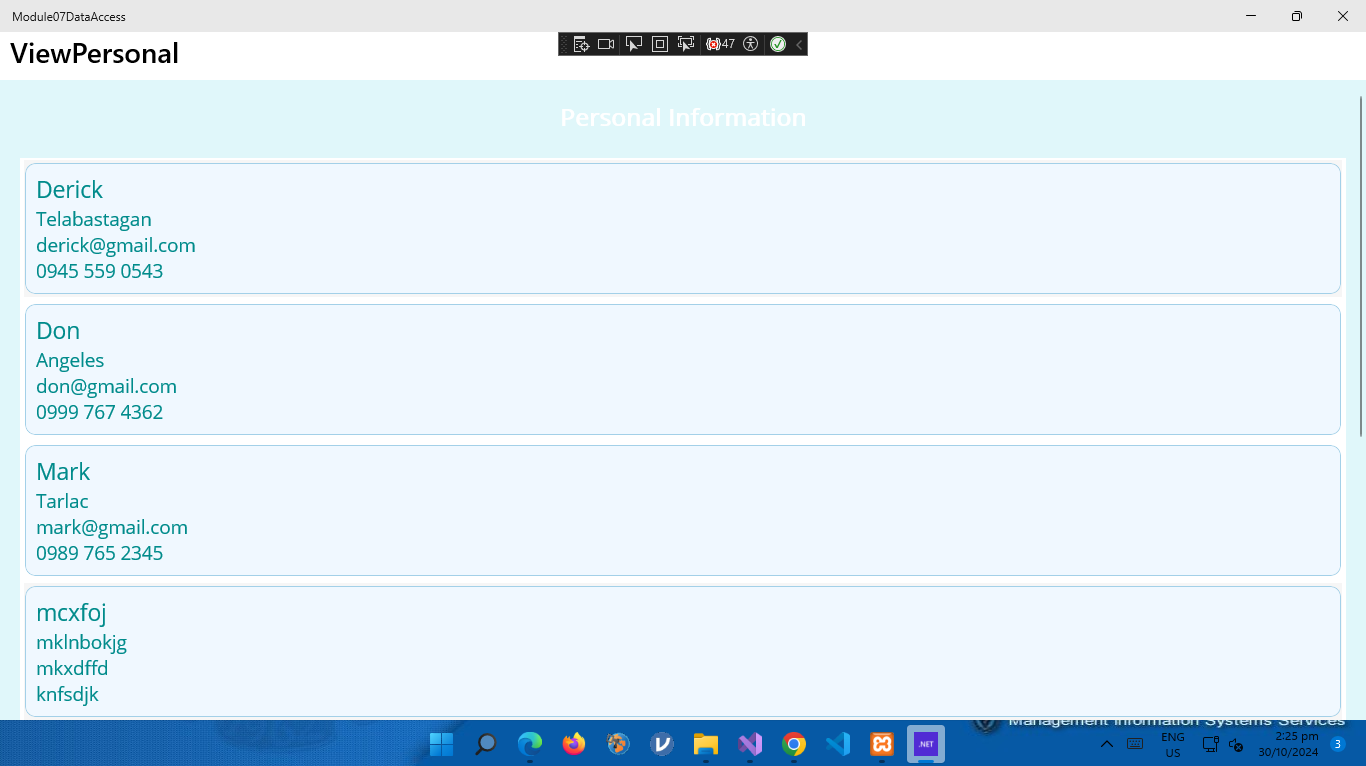 Module07DataAccess
ViewPersonal
47
Personal Information
Derick
Telabastagan
derick@gmail.com
0945 559 0543
Don
Angeles
don@gmail.com
0999 767 4362
Mark
Tarlac
mark@gmail.com
0989 765 2345
mcxfoj
mklnbokjg
mkxdffd
knfsdjk
Management Information Systems Services
.NET
ENG
US
2:25 pm
30/10/2024
3